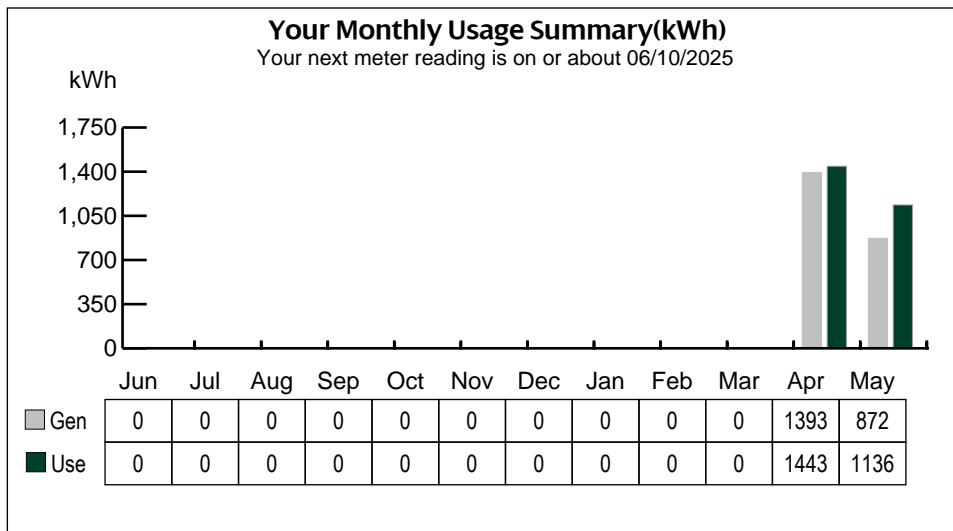 Your Monthly Usage Summary(kWh)
Your next meter reading is on or about 06/10/2025
kWh
1,750
1,400
1,050
700
350
0
Jun Jul Aug Sep Oct Nov Dec Jan Feb Mar Apr May
Gen 0 0 0 0 0 0 0 0 0 0 1393 872
Use 0 0 0 0 0 0 0 0 0 0 1443 1136